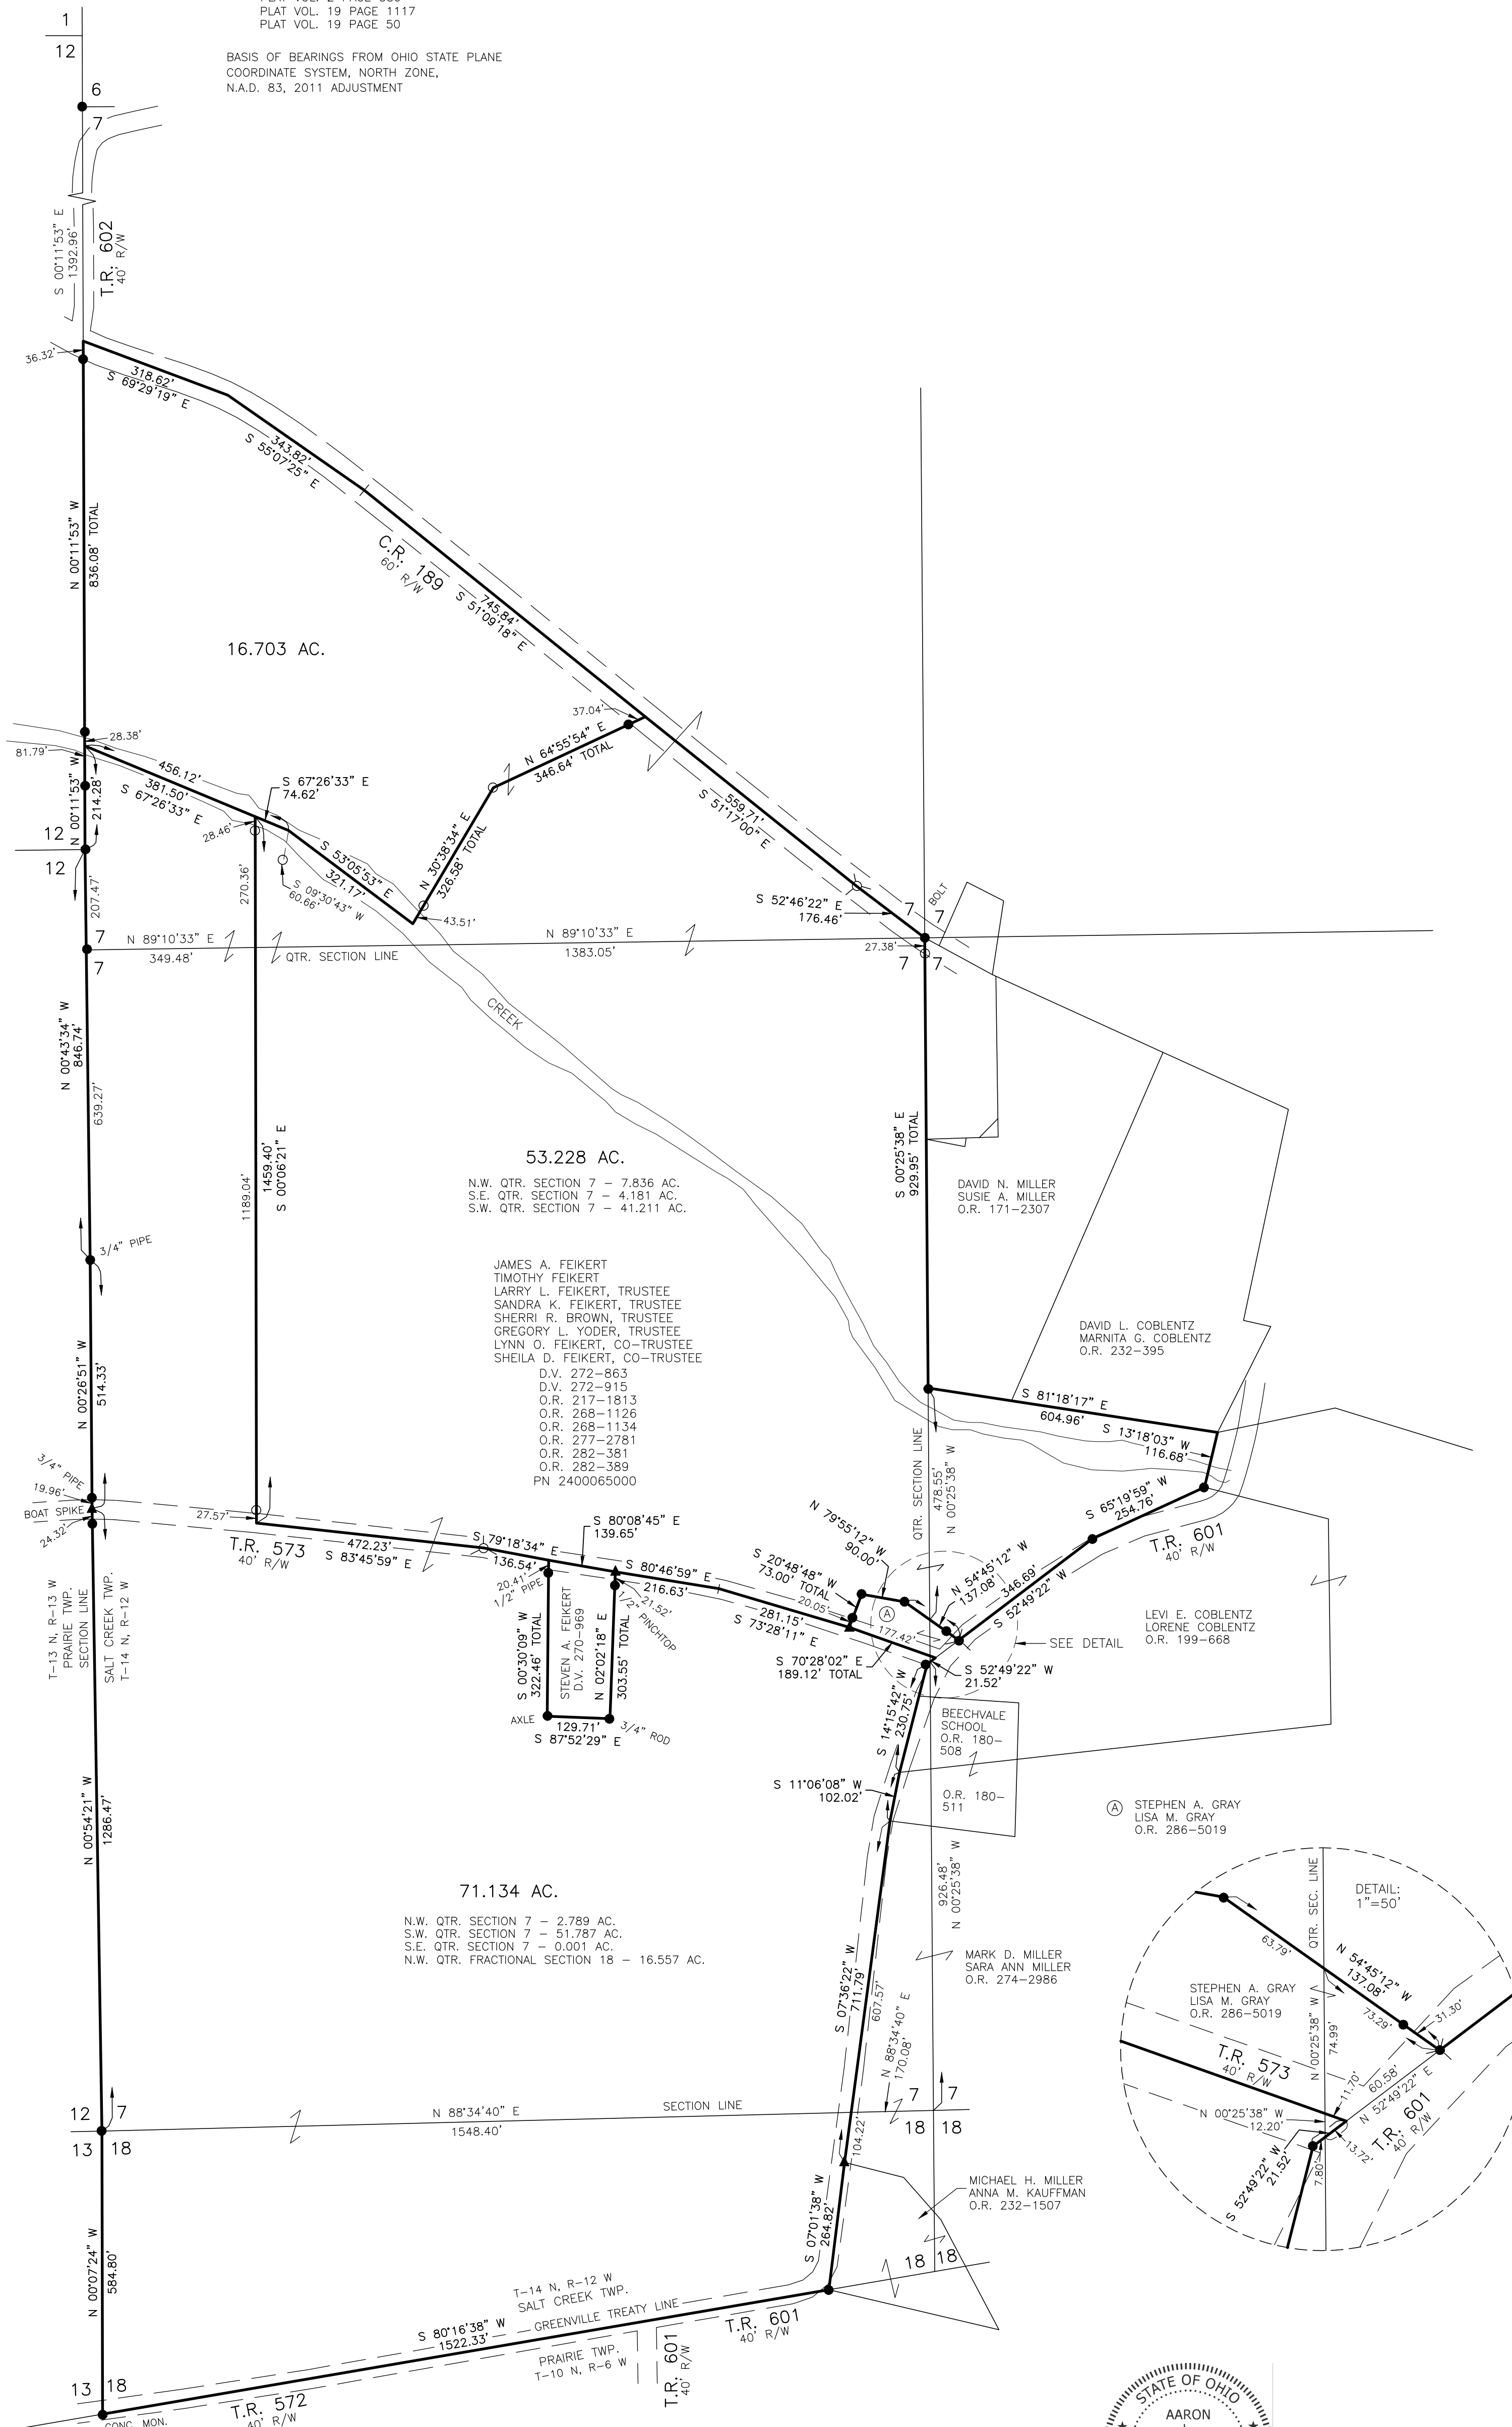 PLAT VOL. 19 PAGE 1117
PLAT VOL. 19 PAGE 50
BASIS OF BEARINGS FROM OHIO STATE PLANE
COORDINATE SYSTEM, NORTH ZONE,
N.A.D. 83, 2011 ADJUSTMENT
1
12
6
7
S 00°11'53" E
1392.96'
T.R. 602
40' R/W
36.32'
318.62'
S 69°29'19" E
343.82'
S 55°07'25" E
N 00°11'53" W
836.08' TOTAL
C.R. 189
60' R/W
745.84'
S 51°09'18" E
16.703 AC.
37.04'
N 64°55'54" E
346.64' TOTAL
28.38'
81.79'
456.12'
381.50'
S 67°26'33" E
S 67°26'33" E
74.62'
N 00°11'53" W
214.28'
28.46'
12
12
N 30°38'34" E
326.58' TOTAL
S 53°05'53" E
321.17'
S 09°30'43" W
60.66'
43.51'
559.71'
S 51°17'00" E
S 52°46'22" E
176.46'
BOLT
7
7
207.47'
270.36'
7
7
N 89°10'33" E
349.48'
QTR. SECTION LINE
N 89°10'33" E
1383.05'
27.38'
7
7
CREEK
N 00°43'34" W
846.74'
639.27'
1189.04'
1459.40'
S 00°06'21" E
53.228 AC.
N.W. QTR. SECTION 7 - 7.836 AC.
S.E. QTR. SECTION 7 - 4.181 AC.
S.W. QTR. SECTION 7 - 41.211 AC.
S 00°25'38" E
929.95' TOTAL
DAVID N. MILLER
SUSIE A. MILLER
O.R. 171-2307
3/4" PIPE
JAMES A. FEIKERT
TIMOTHY FEIKERT
LARRY L. FEIKERT, TRUSTEE
SANDRA K. FEIKERT, TRUSTEE
SHERRI R. BROWN, TRUSTEE
GREGORY L. YODER, TRUSTEE
LYNN O. FEIKERT, CO-TRUSTEE
SHEILA D. FEIKERT, CO-TRUSTEE
D.V. 272-863
D.V. 272-915
O.R. 217-1813
O.R. 268-1126
O.R. 268-1134
O.R. 277-2781
O.R. 282-381
O.R. 282-389
PN 2400065000
DAVID L. COBLENTZ
MARNITA G. COBLENTZ
O.R. 232-395
N 00°26'51" W
514.33'
S 81°18'17" E
604.96'
S 13°18'03" W
116.68'
QTR. SECTION LINE
478.55'
N 00°25'38" W
3/4" PIPE
19.96'
BOAT SPIKE
24.32'
27.57'
T.R. 573
40' R/W
472.23'
S 83°45'59" E
S 79°18'34" E
136.54'
S 80°08'45" E
139.65'
S 80°46'59" E
216.63'
20.41'
1/2" PIPE
21.52'
1/2" PINCHTOP
281.15'
S 73°28'11" E
N 79°55'12" W
90.00'
S 20°48'48" W
73.00' TOTAL
20.05'
A
177.42'
N 54°45'12" W
137.08'
346.69'
S 52°49'22" W
S 65°19'59" W
254.76'
T.R. 601
40' R/W
LEVI E. COBLENTZ
LORENE COBLENTZ
O.R. 199-668
SEE DETAIL
S 70°28'02" E
189.12' TOTAL
S 52°49'22" W
21.52'
T-13 N, R-13 W
PRAIRIE TWP.
SECTION LINE
SALT CREEK TWP.
T-14 N, R-12 W
S 00°30'09" W
322.46' TOTAL
STEVEN A. FEIKERT
D.V. 270-969
N 02°02'18" E
303.55' TOTAL
AXLE
129.71'
S 87°52'29" E
3/4" ROD
S 14°15'42" W
230.75'
BEECHVALE
SCHOOL
O.R. 180-
508
O.R. 180-
511
S 11°06'08" W
102.02'
N 00°54'21" W
1286.47'
71.134 AC.
N.W. QTR. SECTION 7 - 2.789 AC.
S.W. QTR. SECTION 7 - 51.787 AC.
S.E. QTR. SECTION 7 - 0.001 AC.
N.W. QTR. FRACTIONAL SECTION 18 - 16.557 AC.
926.48'
N 00°25'38" W
A STEPHEN A. GRAY
LISA M. GRAY
O.R. 286-5019
DETAIL:
1"=50'
QTR. SEC. LINE
63.79'
N 54°45'12" W
137.08'
73.29'
31.30'
STEPHEN A. GRAY
LISA M. GRAY
O.R. 286-5019
N 00°25'38" W
74.99'
T.R. 573
40' R/W
11.70'
60.58'
N 52°49'22" E
N 00°25'38" W
12.20'
T.R. 601
40' R/W
13.72'
S 52°49'22" W
21.52'
7.80'
MARK D. MILLER
SARA ANN MILLER
O.R. 274-2986
S 07°36'22" W
711.79'
607.57'
N 88°34'40" E
170.08'
12
7
13
18
N 88°34'40" E
1548.40'
SECTION LINE
7
7
18
18
104.22'
MICHAEL H. MILLER
ANNA M. KAUFFMAN
O.R. 232-1507
S 07°01'38" W
264.82'
18
18
N 00°07'24" W
584.80'
T-14 N, R-12 W
SALT CREEK TWP.
GREENVILLE TREATY LINE
S 80°16'38" W
1522.33'
PRAIRIE TWP.
T-10 N, R-6 W
T.R. 601
40' R/W
T.R. 601
40' R/W
13
18
T.R. 572
40' R/W
CONC. MON.
STATE OF OHIO
AARON